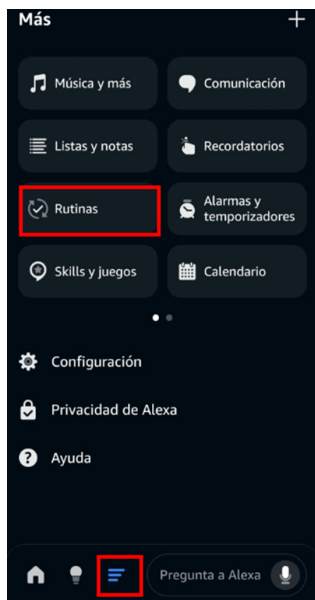 Más
Música y más
Comunicación
Listas y notas
Recordatorios
Rutinas
Alarmas y
temporizadores
Skills y juegos
Calendario
Configuración
Privacidad de Alexa
Ayuda
Pregunta a Alexa